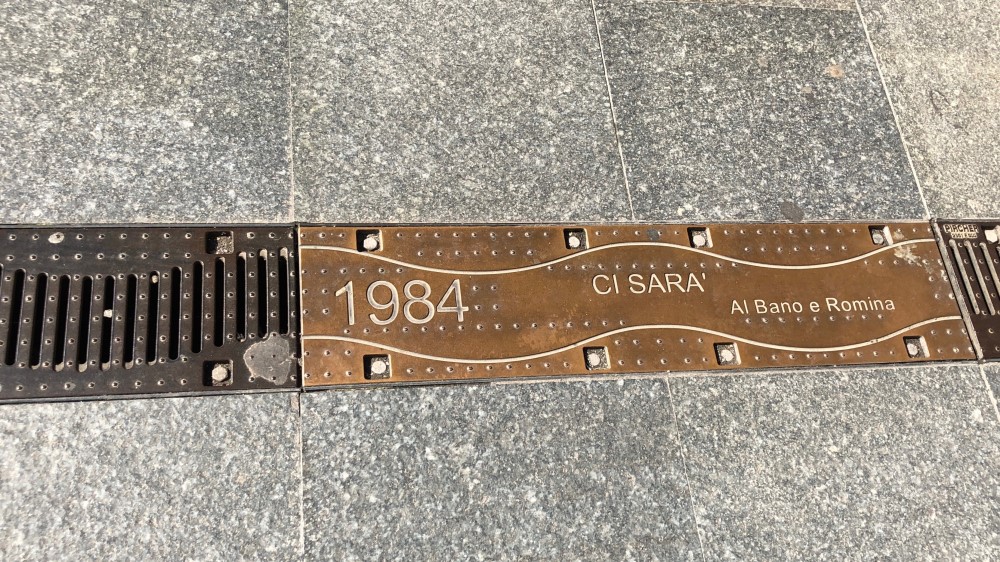 1984
CI SARA'
Al Bano e Romina
PIRCHER